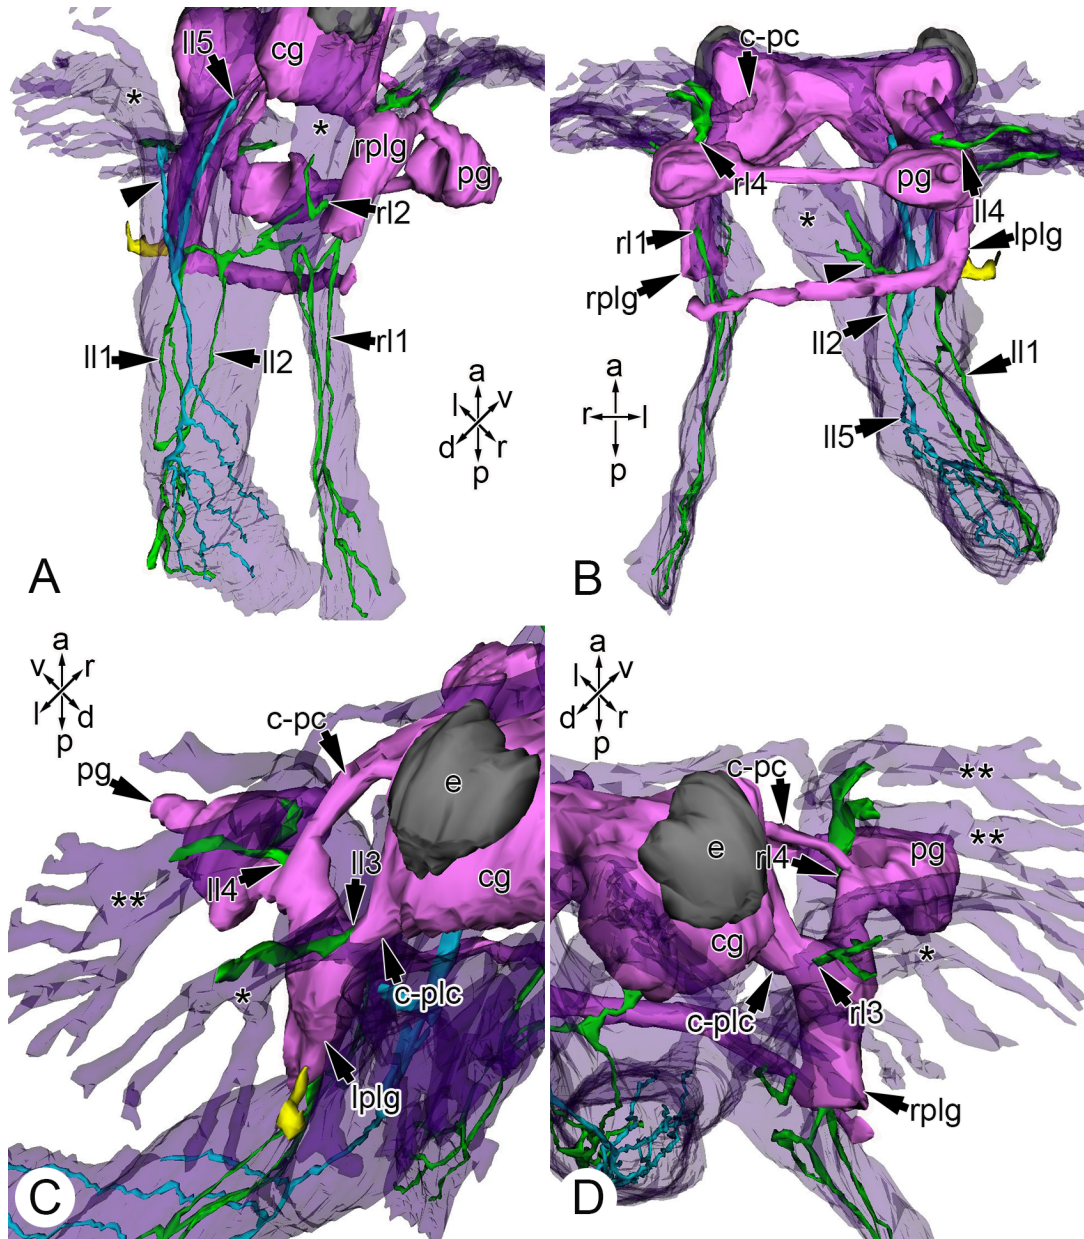 ll5
cg
*
*
rplg
pg
rl2
ll1
ll2
rl1
a
l v
d r
p
A
c-pc
rl4
pg
ll4
*
rl1
lplg
rplg
ll2
ll1
a
r l
p
ll5
B
a
v r
l d
p
c-pc
pg
e
ll3
cg
ll4
**
c-plc
*
lplg
C
a
l v
d r
p
c-pc
**
e
**
pg
rl4
cg
*
c-plc
rl3
rplg
D